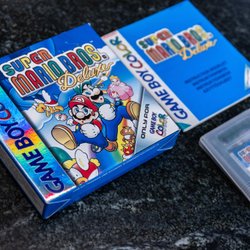 SUPER
MARIO BROS.
Deluxe
GAME BOY COLOR
ONLY FOR
GAME BOY
COLOR
SUPER
MARIO BROS.
Deluxe
GAME BOY COLOR